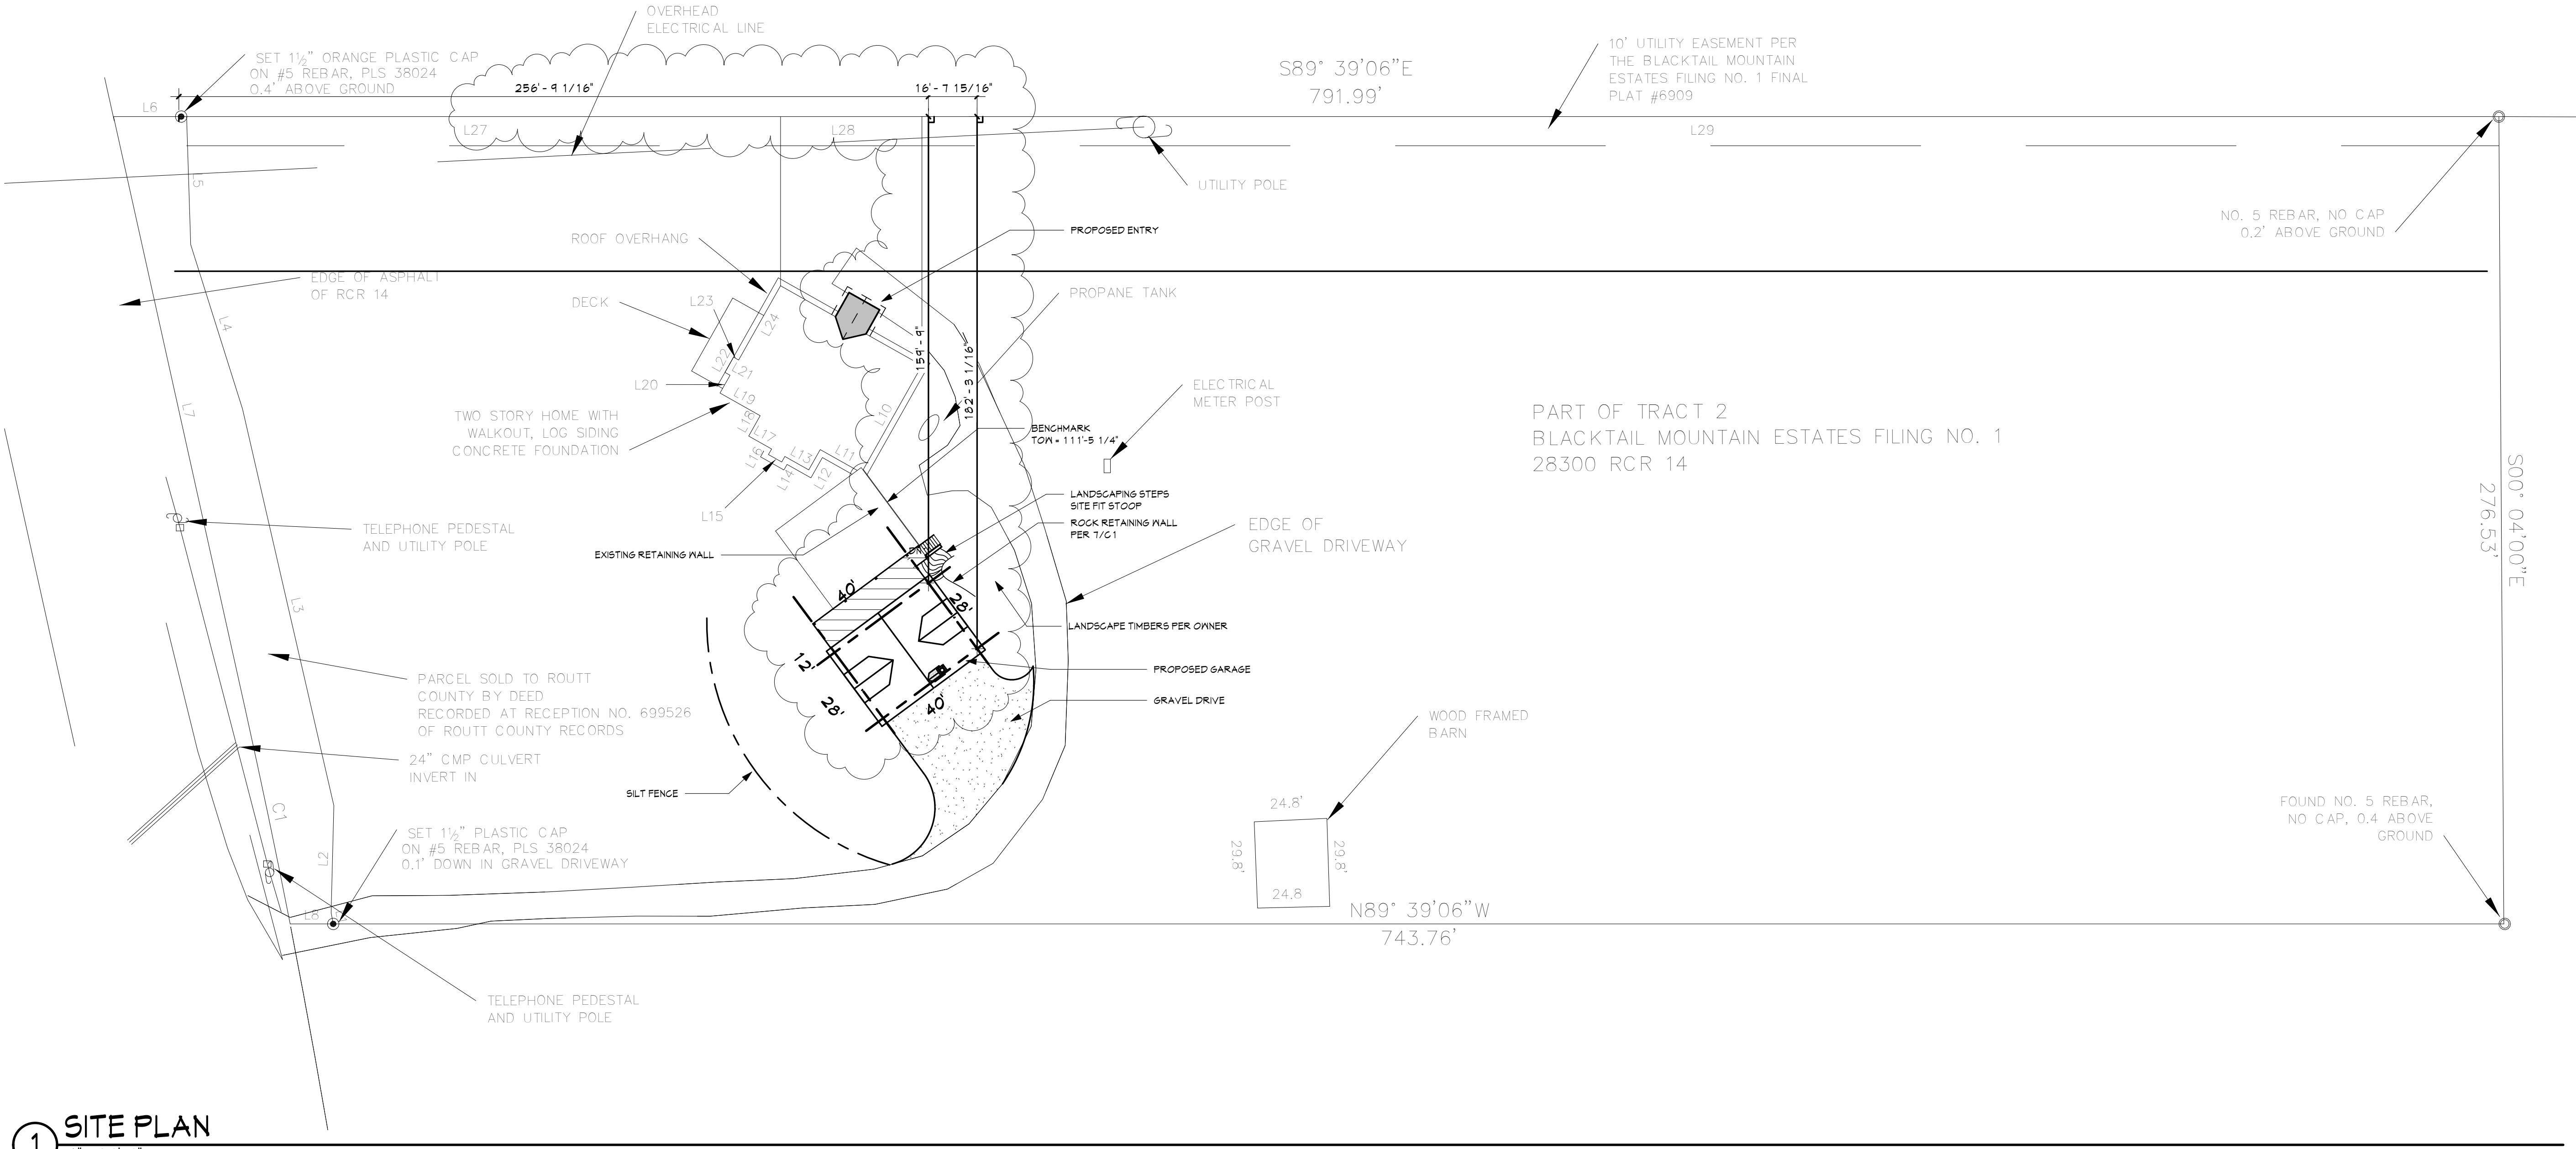 OVERHEAD
ELECTRICAL LINE
SET 1½" ORANGE PLASTIC CAP
ON #5 REBAR, PLS 38024
0.4' ABOVE GROUND
256' - 9 1/16"
16' - 7 15/16"
S89° 39'06"E
791.99'
10' UTILITY EASEMENT PER
THE BLACKTAIL MOUNTAIN
ESTATES FILING NO. 1 FINAL
PLAT #6909
L6
L27
L28
L29
L5
UTILITY POLE
NO. 5 REBAR, NO CAP
0.2' ABOVE GROUND
ROOF OVERHANG
PROPOSED ENTRY
EDGE OF ASPHALT
OF RCR 14
DECK
L23
L24
PROPANE TANK
L4
159' - 9"
182' - 3 1/16"
L22
L21
L20
L19
L7
L18
L17
L10
ELECTRICAL
METER POST
TWO STORY HOME WITH
WALKOUT, LOG SIDING
CONCRETE FOUNDATION
BENCHMARK
TOW = 111'-5 1/4"
PART OF TRACT 2
BLACKTAIL MOUNTAIN ESTATES FILING NO. 1
28300 RCR 14
L16
L13
L11
L14
L12
L15
S00° 04'00"E
276.53'
LANDSCAPING STEPS
SITE FIT STOOP
ROCK RETAINING WALL
PER 7/C1
EDGE OF
GRAVEL DRIVEWAY
TELEPHONE PEDESTAL
AND UTILITY POLE
EXISTING RETAINING WALL
DN
40'
28'
L3
LANDSCAPE TIMBERS PER OWNER
12'
PROPOSED GARAGE
28'
40'
GRAVEL DRIVE
PARCEL SOLD TO ROUTT
COUNTY BY DEED
RECORDED AT RECEPTION NO. 699526
OF ROUTT COUNTY RECORDS
WOOD FRAMED
BARN
24" CMP CULVERT
INVERT IN
SILT FENCE
C1
24.8'
29.8'
29.8'
24.8
FOUND NO. 5 REBAR,
NO CAP, 0.4 ABOVE
GROUND
SET 1½" PLASTIC CAP
ON #5 REBAR, PLS 38024
0.1' DOWN IN GRAVEL DRIVEWAY
L2
L8
N89° 39'06"W
743.76'
TELEPHONE PEDESTAL
AND UTILITY POLE
1
SITE PLAN